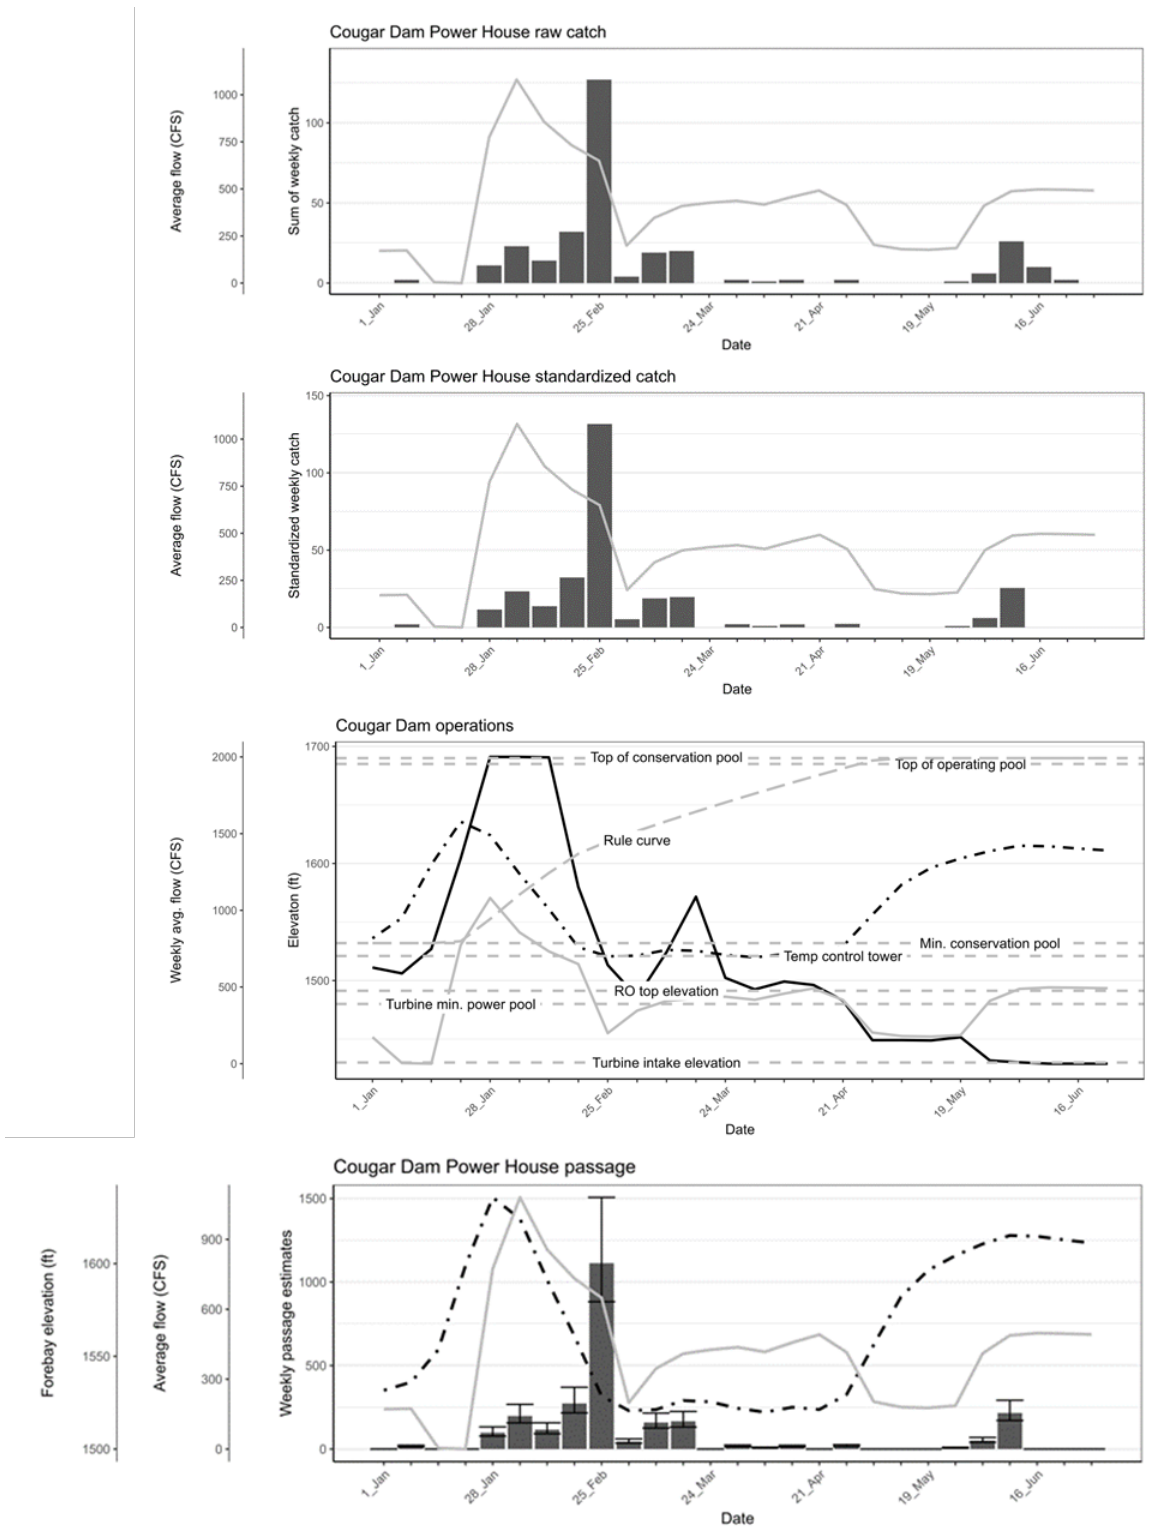 Cougar Dam Power House raw catch
Average flow (CFS)
1000
750
500
250
0
Sum of weekly catch
100
50
0
1_Jan
28_Jan
25_Feb
24_Mar
21_Apr
19_May
16_Jun
Date
Cougar Dam Power House standardized catch
Average flow (CFS)
1000
750
500
250
0
Standardized weekly catch
150
100
50
0
1_Jan
28_Jan
25_Feb
24_Mar
21_Apr
19_May
16_Jun
Date
Cougar Dam operations
Weekly avg. flow (CFS)
2000
1500
1000
500
0
Elevaton (ft)
1700
1600
1500
Top of conservation pool
Top of operating pool
Rule curve
Min. conservation pool
Temp control tower
RO top elevation
Turbine min. power pool
Turbine intake elevation
1_Jan
28_Jan
25_Feb
24_Mar
21_Apr
19_May
16_Jun
Date
Cougar Dam Power House passage
Forebay elevation (ft)
1600
1550
1500
Average flow (CFS)
900
600
300
0
Weekly passage estimates
1500
1000
500
0
1_Jan
28_Jan
25_Feb
24_Mar
21_Apr
19_May
16_Jun
Date